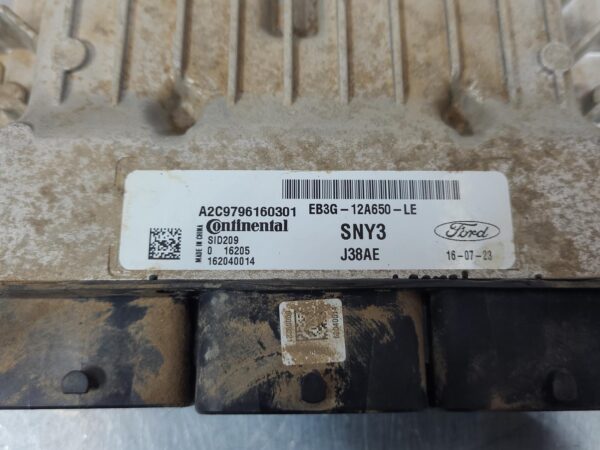 A2C9796160301
EB3G-12A650-LE
Continental
SNY3
Ford
MADE IN CHINA
SID209
0 16205
J38AE
16-07-23
162040014